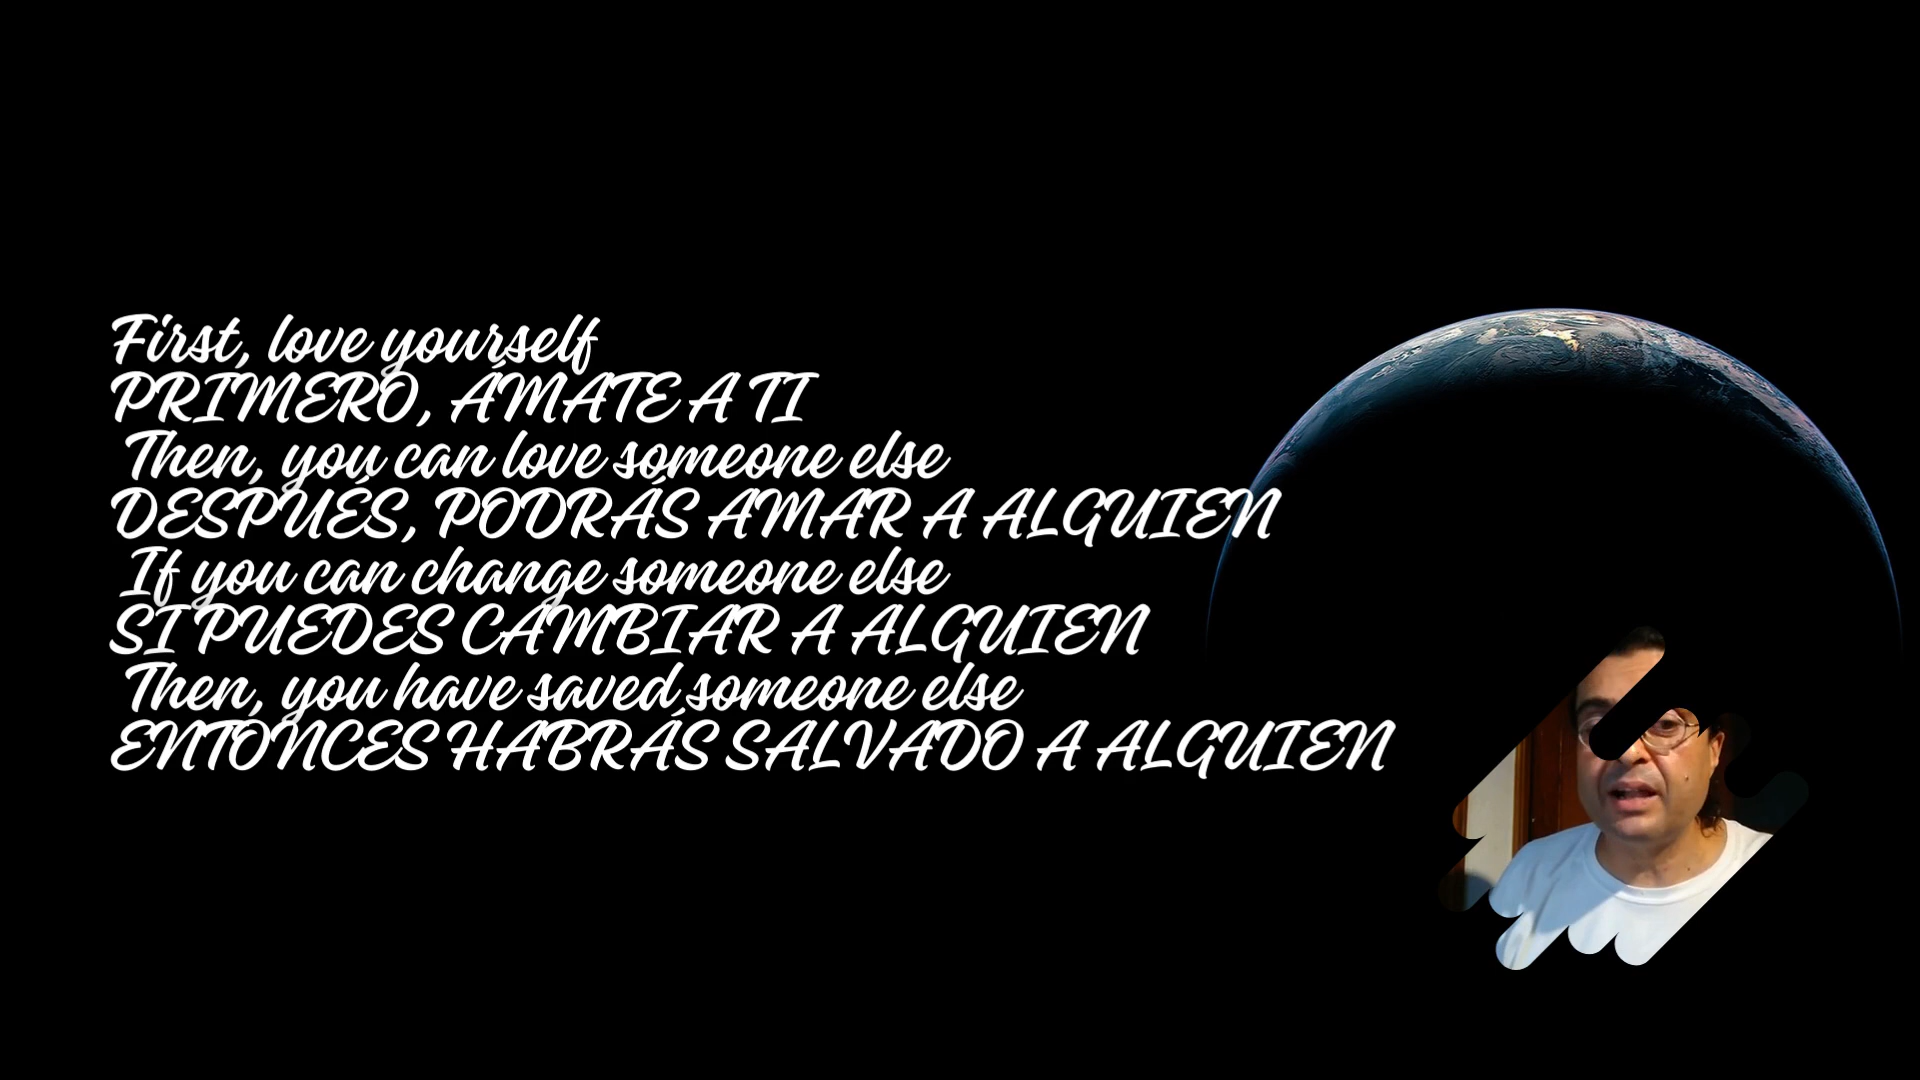 First, love yourself
PRIMERO, ÁMATE A TI
Then, you can love someone else
DESPUÉS, PODRÁS AMAR A ALGUIEN
If you can change someone else
SI PUEDES CAMBIAR A ALGUIEN
Then, you have saved someone else
ENTONCES HABRÁS SALVADO A ALGUIEN